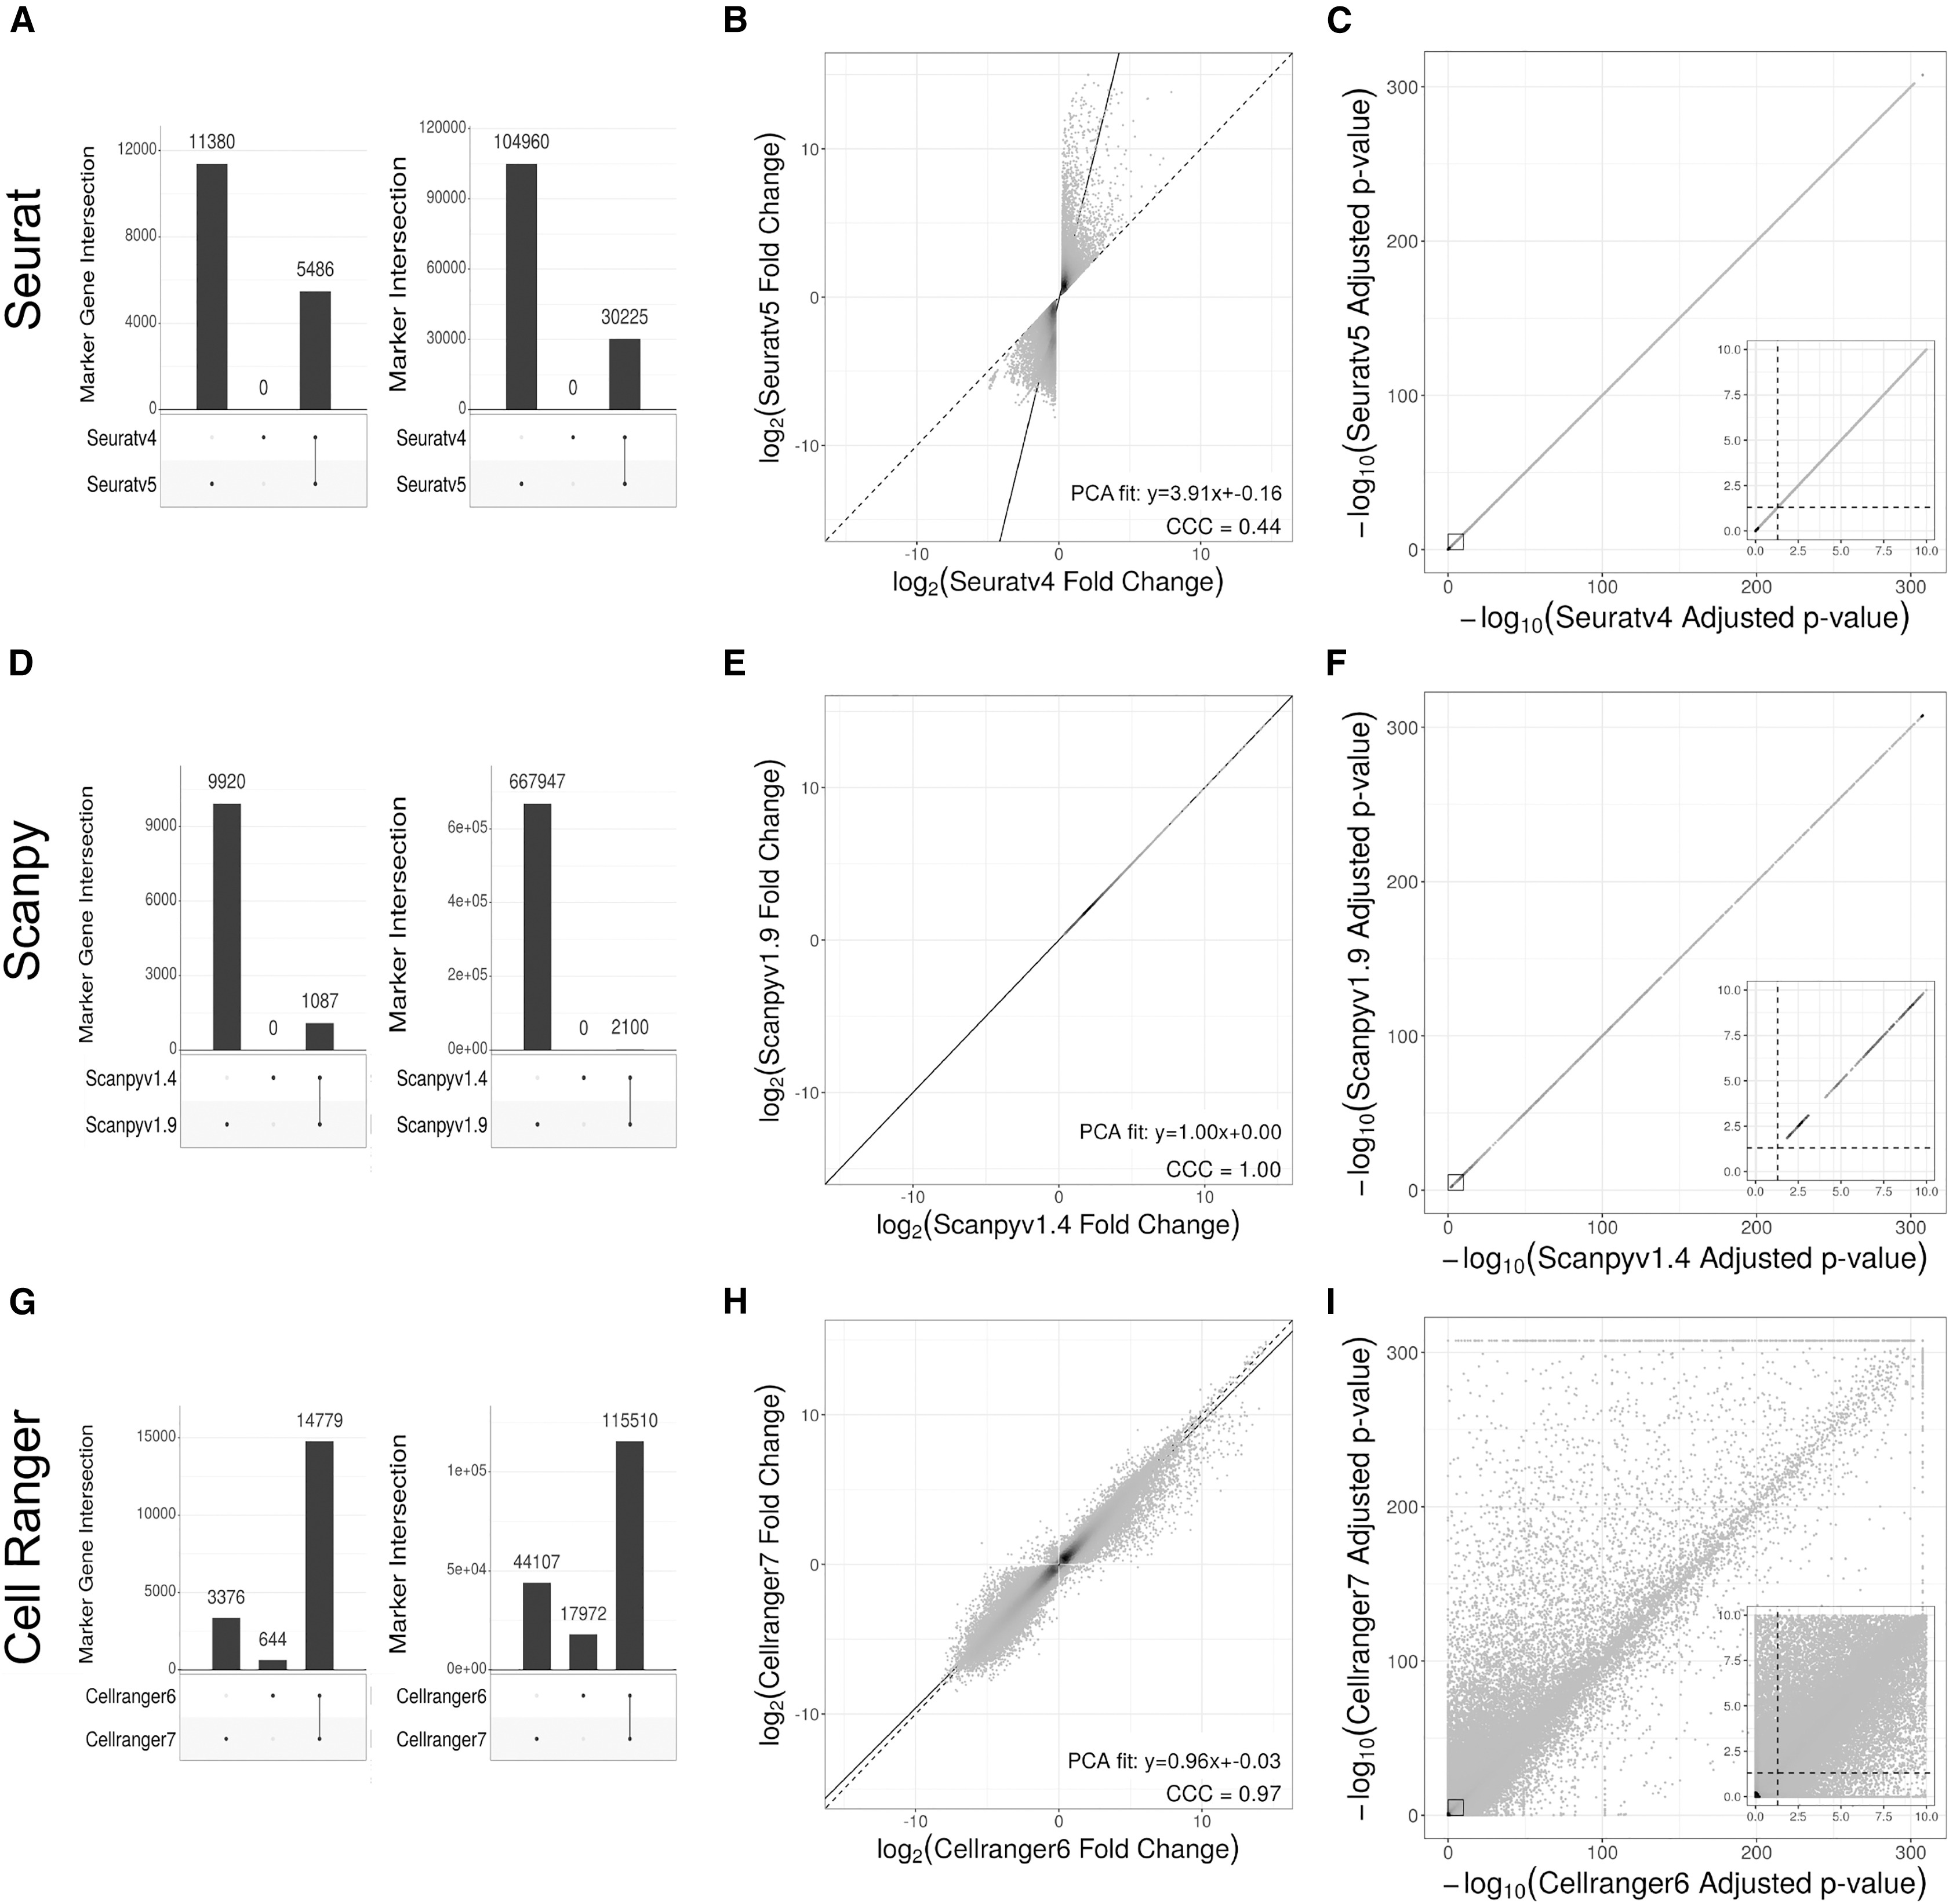 A
B
C
Seurat
Marker Gene Intersection
12000
8000
4000
0
11380
0
5486
Seuratv4
Seuratv5
Marker Intersection
120000
90000
60000
30000
0
104960
0
30225
Seuratv4
Seuratv5
log2(Seuratv5 Fold Change)
10
0
-10
PCA fit: y=3.91x+-0.16
CCC = 0.44
-10
0
10
log2(Seuratv4 Fold Change)
−log10(Seuratv5 Adjusted p-value)
300
200
100
0
10.0
7.5
5.0
2.5
0.0
0.0
2.5
5.0
7.5
10.0
0
100
200
300
−log10(Seuratv4 Adjusted p-value)
D
E
F
Scanpy
Marker Gene Intersection
9000
6000
3000
0
9920
0
1087
Scanpyv1.4
Scanpyv1.9
Marker Intersection
6e+05
4e+05
2e+05
0e+00
667947
0
2100
Scanpyv1.4
Scanpyv1.9
log2(Scanpyv1.9 Fold Change)
10
0
-10
PCA fit: y=1.00x+0.00
CCC = 1.00
-10
0
10
log2(Scanpyv1.4 Fold Change)
−log10(Scanpyv1.9 Adjusted p-value)
300
200
100
0
10.0
7.5
5.0
2.5
0.0
0.0
2.5
5.0
7.5
10.0
0
100
200
300
−log10(Scanpyv1.4 Adjusted p-value)
G
H
I
Cell Ranger
Marker Gene Intersection
15000
10000
5000
0
3376
644
14779
Cellranger6
Cellranger7
Marker Intersection
1e+05
5e+04
0e+00
44107
17972
115510
Cellranger6
Cellranger7
log2(Cellranger7 Fold Change)
10
0
-10
PCA fit: y=0.96x+-0.03
CCC = 0.97
-10
0
10
log2(Cellranger6 Fold Change)
−log10(Cellranger7 Adjusted p-value)
300
200
100
0
10.0
7.5
5.0
2.5
0.0
0.0
2.5
5.0
7.5
10.0
0
100
200
300
−log10(Cellranger6 Adjusted p-value)